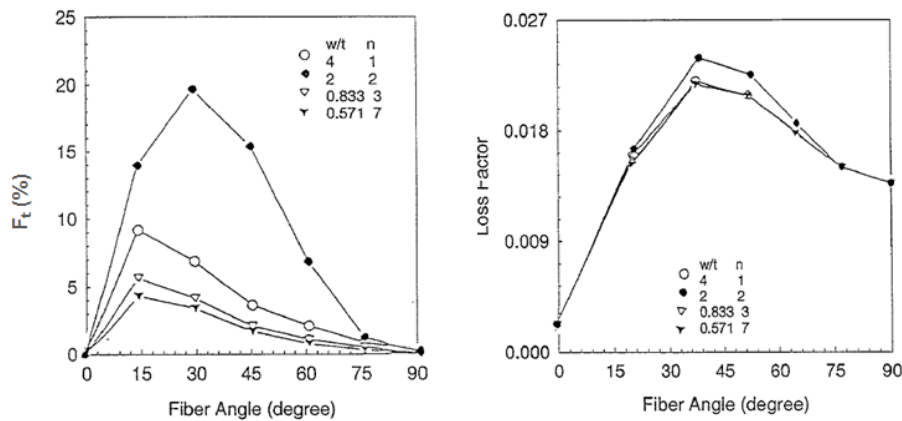 25
20
15
10
5
0
F_t (%)
w/t n
4 1
2 2
0.833 3
0.571 7
0 15 30 45 60 75 90
Fiber Angle (degree)
0.027
0.018
0.009
0.000
Loss Factor
w/t n
4 1
2 2
0.833 3
0.571 7
0 15 30 45 60 75 90
Fiber Angle (degree)